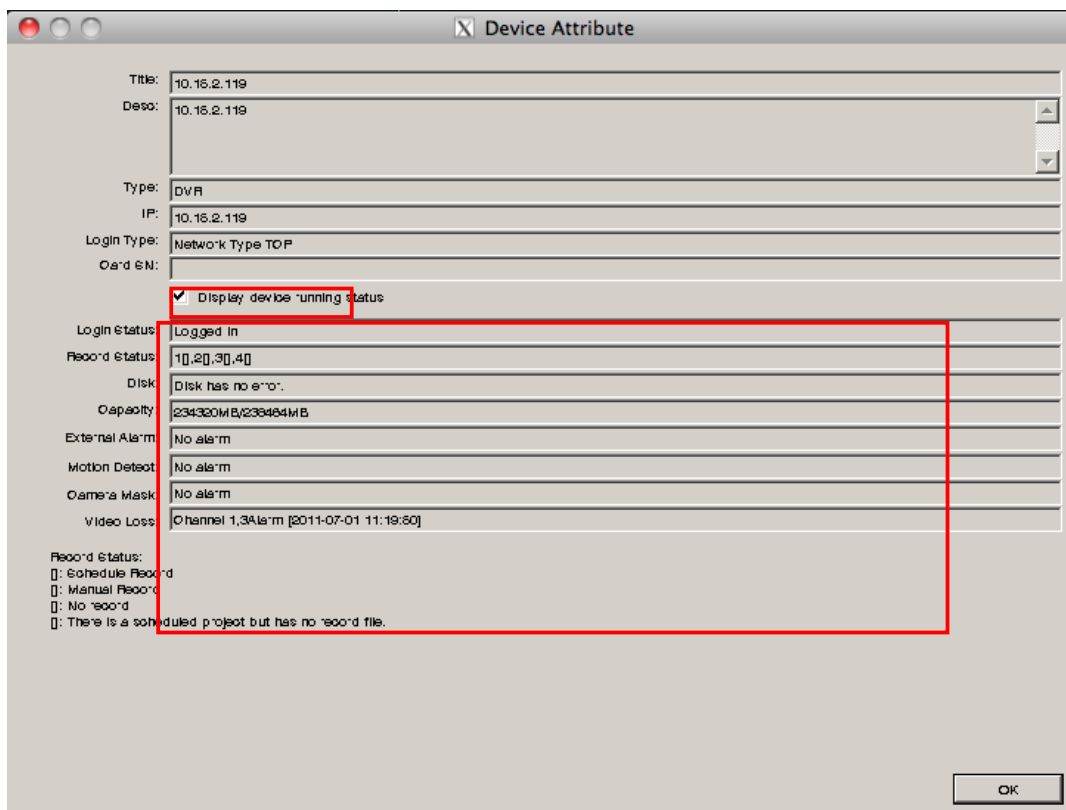 X Device Attribute
Title: 10.15.2.119
Desc: 10.15.2.119
Type: DVR
IP: 10.15.2.119
Login Type: Network Type TCP
Card SN:
Display device running status
Login Status: Logged in
Record Status: 1[],2[],3[],4[]
Disk: Disk has no error.
Capacity: 234320MB/238464MB
External Alarm: No alarm
Motion Detect: No alarm
Camera Mask: No alarm
Video Loss: Channel 1,3Alarm [2011-07-01 11:19:50]
Record Status:
[]: Schedule Record
[]: Manual Record
[]: No record
[]: There is a scheduled project but has no record file.
OK